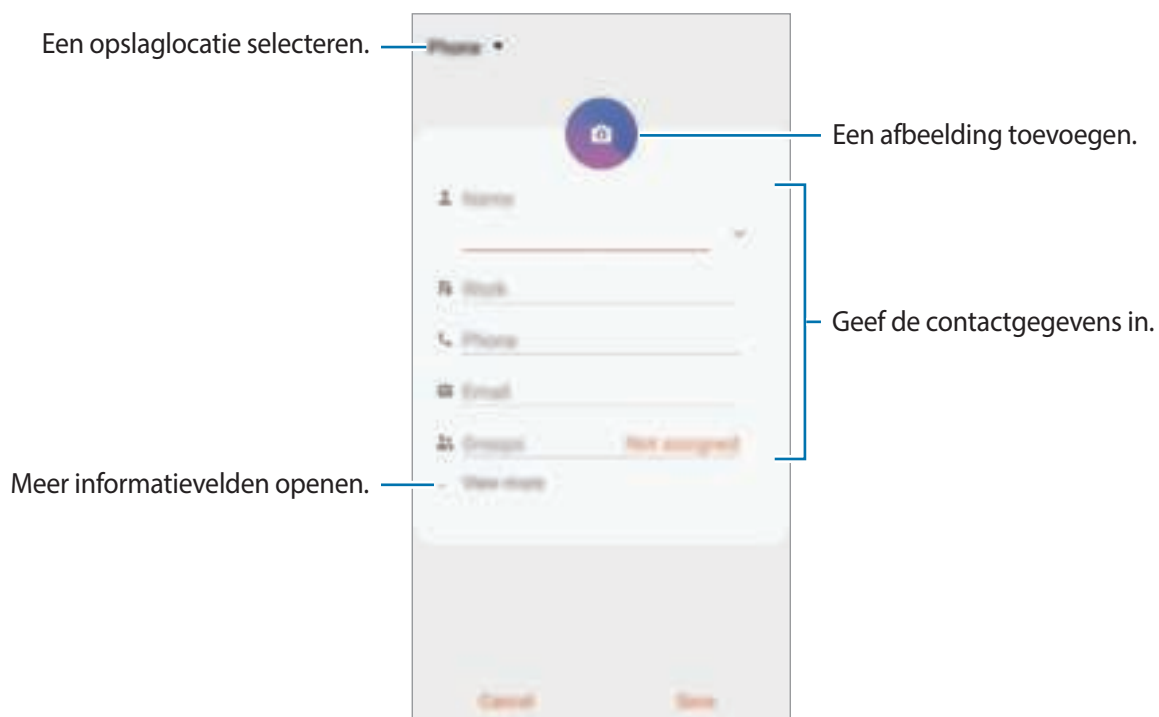 Een opslaglocatie selecteren.
Phone
Een afbeelding toevoegen.
Name
Work
Phone
Geef de contactgegevens in.
Email
Groups Not assigned
Meer informatievelden openen.
View more
Cancel Save